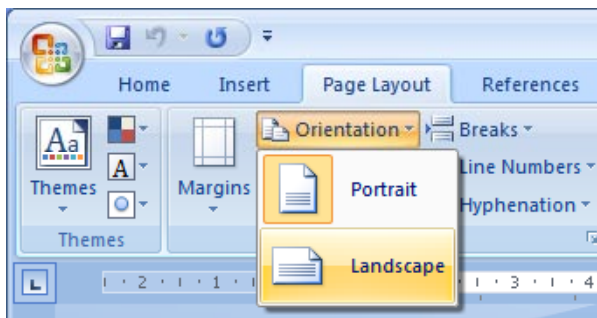 Home Insert Page Layout References
Aa Orientation Breaks
A Portrait Line Numbers
Themes Margins Hyphenation
Themes
Landscape
L 2 1 3 4